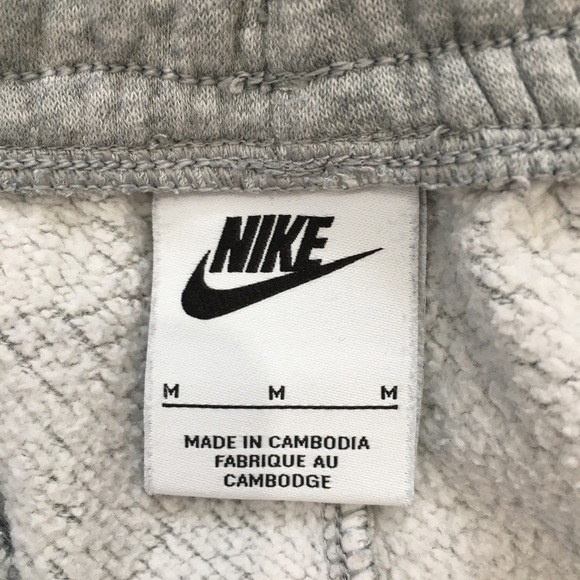 NIKE
M M M
MADE IN CAMBODIA
FABRIQUE AU
CAMBODGE